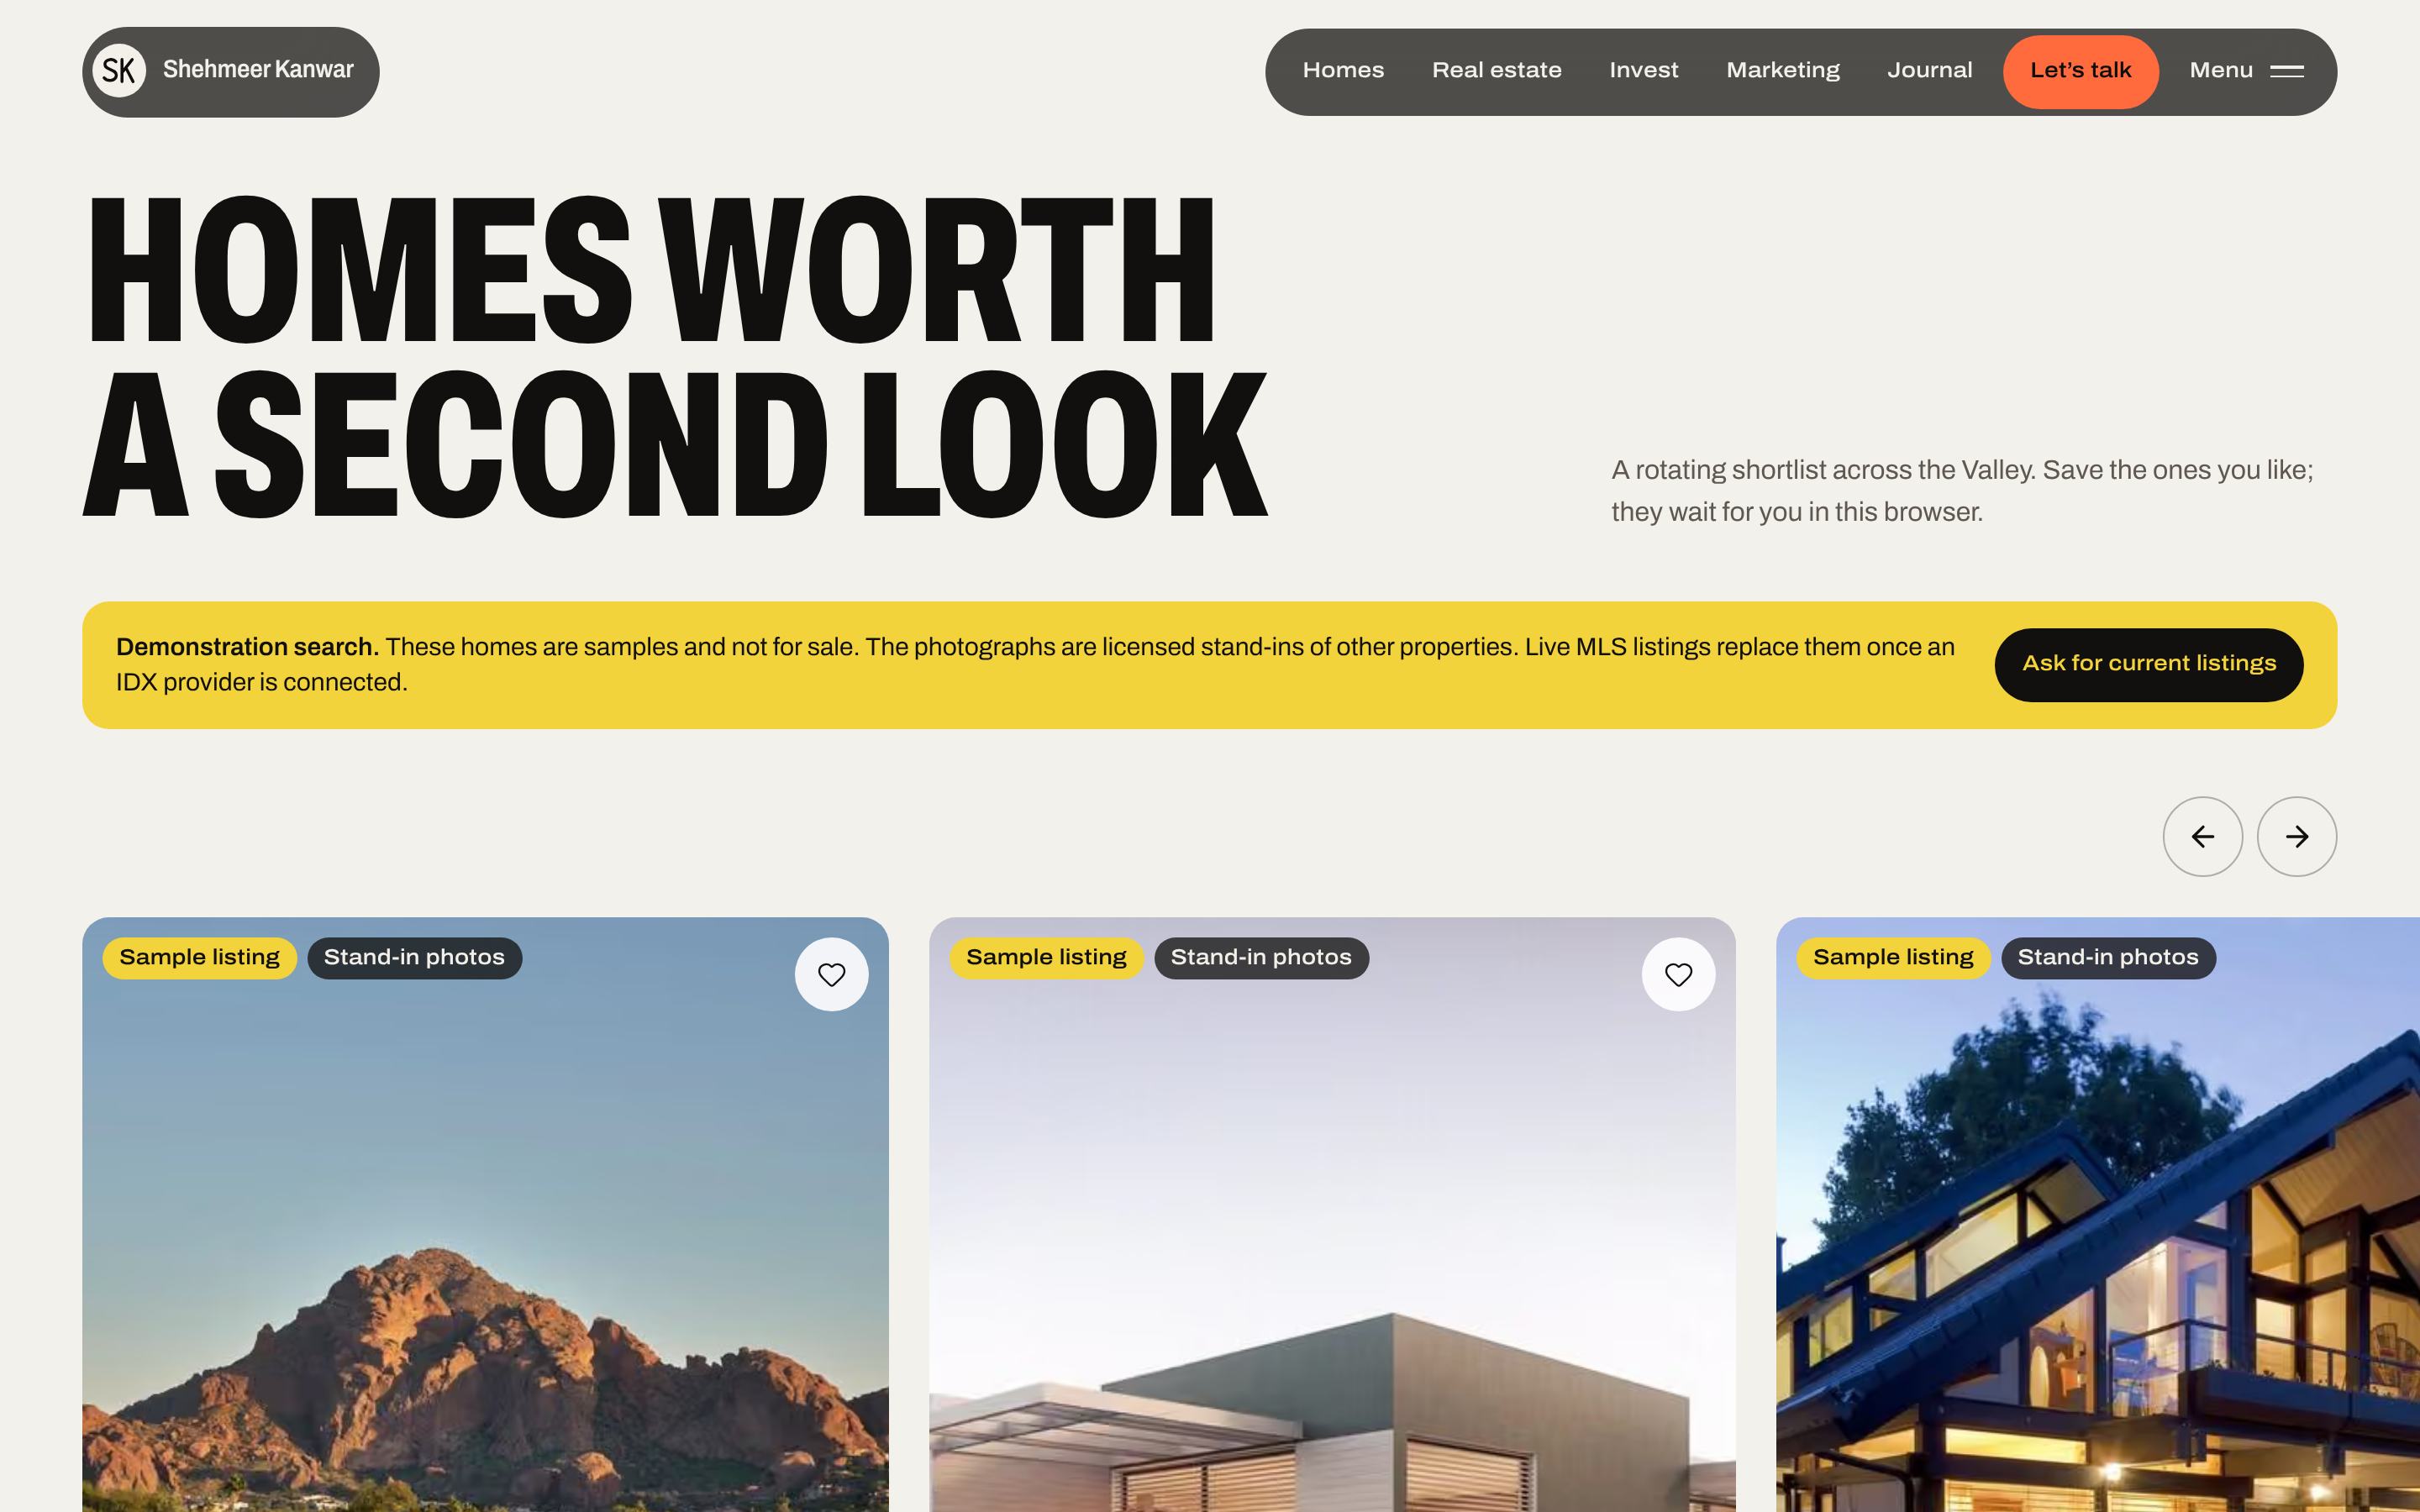 SK Shehmeer Kanwar
Homes Real estate Invest Marketing Journal Let’s talk Menu
HOMES WORTH
A SECOND LOOK
A rotating shortlist across the Valley. Save the ones you like;
they wait for you in this browser.
Demonstration search. These homes are samples and not for sale. The photographs are licensed stand-ins of other properties. Live MLS listings replace them once an
IDX provider is connected.
Ask for current listings
Sample listing Stand-in photos
Sample listing Stand-in photos
Sample listing Stand-in photos